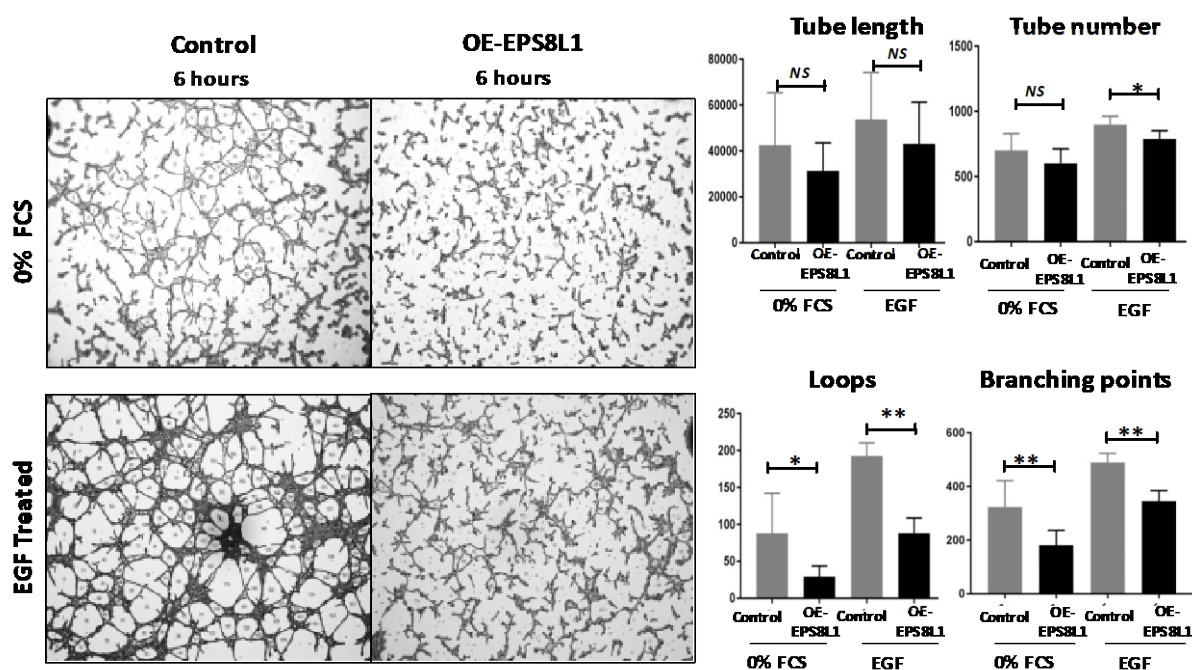 Control
6 hours
OE-EPS8L1
6 hours
0% FCS
EGF Treated
Tube length
80000
60000
40000
20000
0
NS
NS
Control
OE-
EPS8L1
Control
OE-
EPS8L1
0% FCS
EGF
Tube number
1500
1000
500
0
NS
*
Control
OE-
EPS8L1
Control
OE-
EPS8L1
0% FCS
EGF
Loops
250
200
150
100
50
0
*
**
Control
OE-
EPS8L1
Control
OE-
EPS8L1
0% FCS
EGF
Branching points
600
400
200
0
**
**
Control
OE-
EPS8L1
Control
OE-
EPS8L1
0% FCS
EGF